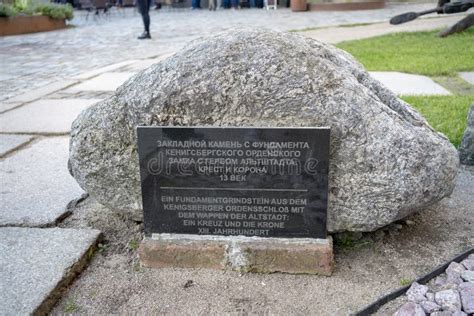 ЗАКЛАДНОЙ КАМЕНЬ С ФУНДАМЕНТА
КЕНИГСБЕРГСКОГО ОРДЕНСКОГО
ЗАМКА С ГЕРБОМ АЛЬТШТАДТА
КРЕСТ И КОРОНА
13 ВЕК
EIN FUNDAMENTGRINDSTEIN AUS DEM
KENIGSBERGER ORDENSSCHLOß MIT
DEM WAPPEN DER ALTSTADT:
EIN KREUZ UND DIE KRONE
XIII. JAHRHUNDERT